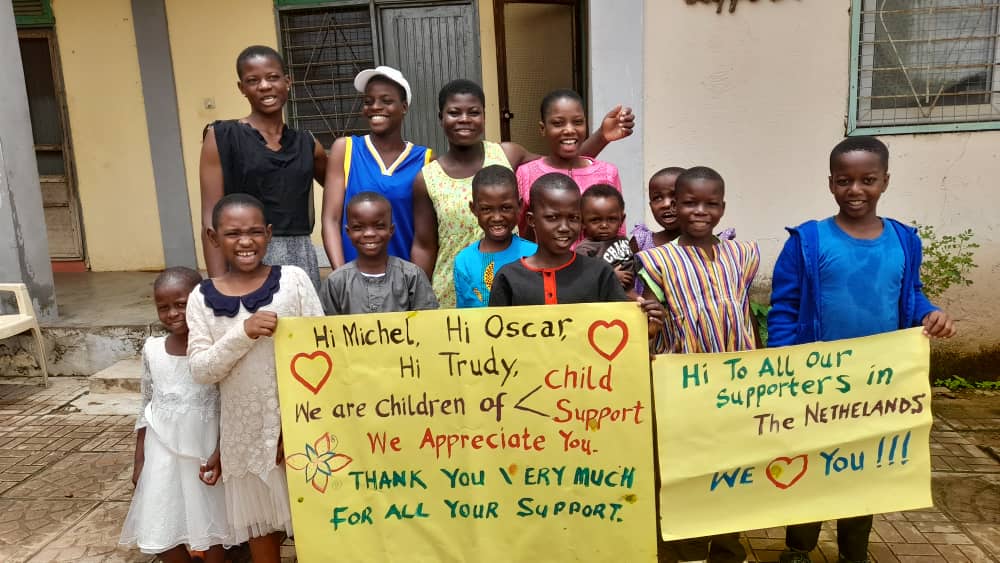 Hi Michel, Hi Oscar,
Hi Trudy,
We are Children of Child Support
We Appreciate You.
THANK YOU VERY MUCH
FOR ALL YOUR SUPPORT.
Hi To All Our
Supporters in
The NETHELANDS
WE You !!!